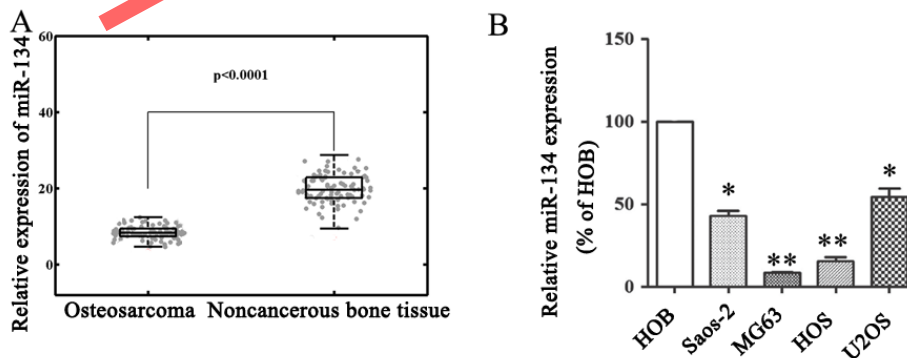 A
Relative expression of miR-134
60
40
20
0
p<0.0001
Osteosarcoma
Noncancerous bone tissue
B
Relative miR-134 expression
(% of HOB)
150
100
50
0
*
**
**
*
HOB
Saos-2
MG63
HOS
U2OS